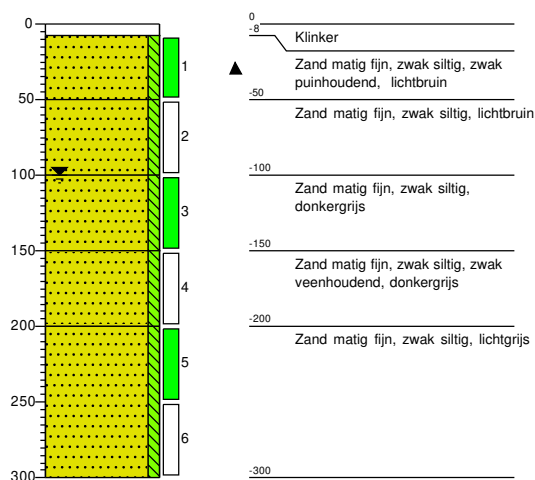 0
50
100
150
200
250
300
1
2
3
4
5
6
0
-8
Klinker
Zand matig fijn, zwak siltig, zwak
puinhoudend, lichtbruin
-50
Zand matig fijn, zwak siltig, lichtbruin
-100
Zand matig fijn, zwak siltig,
donkergrijs
-150
Zand matig fijn, zwak siltig, zwak
veenhoudend, donkergrijs
-200
Zand matig fijn, zwak siltig, lichtgrijs
-300